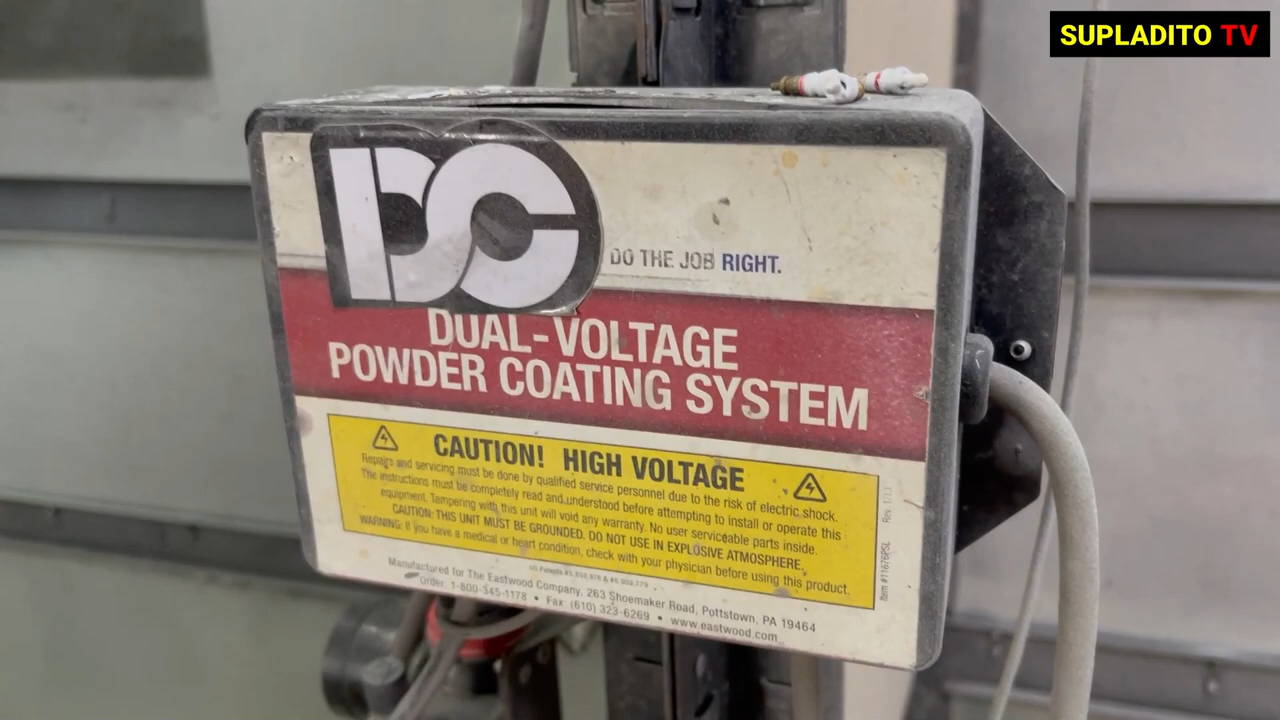 SUPLADITO TV
DC
DO THE JOB RIGHT.
DUAL-VOLTAGE
POWDER COATING SYSTEM
CAUTION! HIGH VOLTAGE
Repairs and servicing must be done by qualified service personnel due to the risk of electric shock.
The instructions must be completely read and understood before attempting to install or operate this
equipment. Tampering with this unit will void any warranty. No user serviceable parts inside.
CAUTION: THIS UNIT MUST BE GROUNDED. DO NOT USE IN EXPLOSIVE ATMOSPHERE.
WARNING: If you have a medical or heart condition, check with your physician before using this product.
Manufactured for The Eastwood Company, 263 Shoemaker Road, Pottstown, PA 19464
Order: 1-800-345-1178 • Fax: (610) 323-6269 • www.eastwood.com
Item #11676PSL